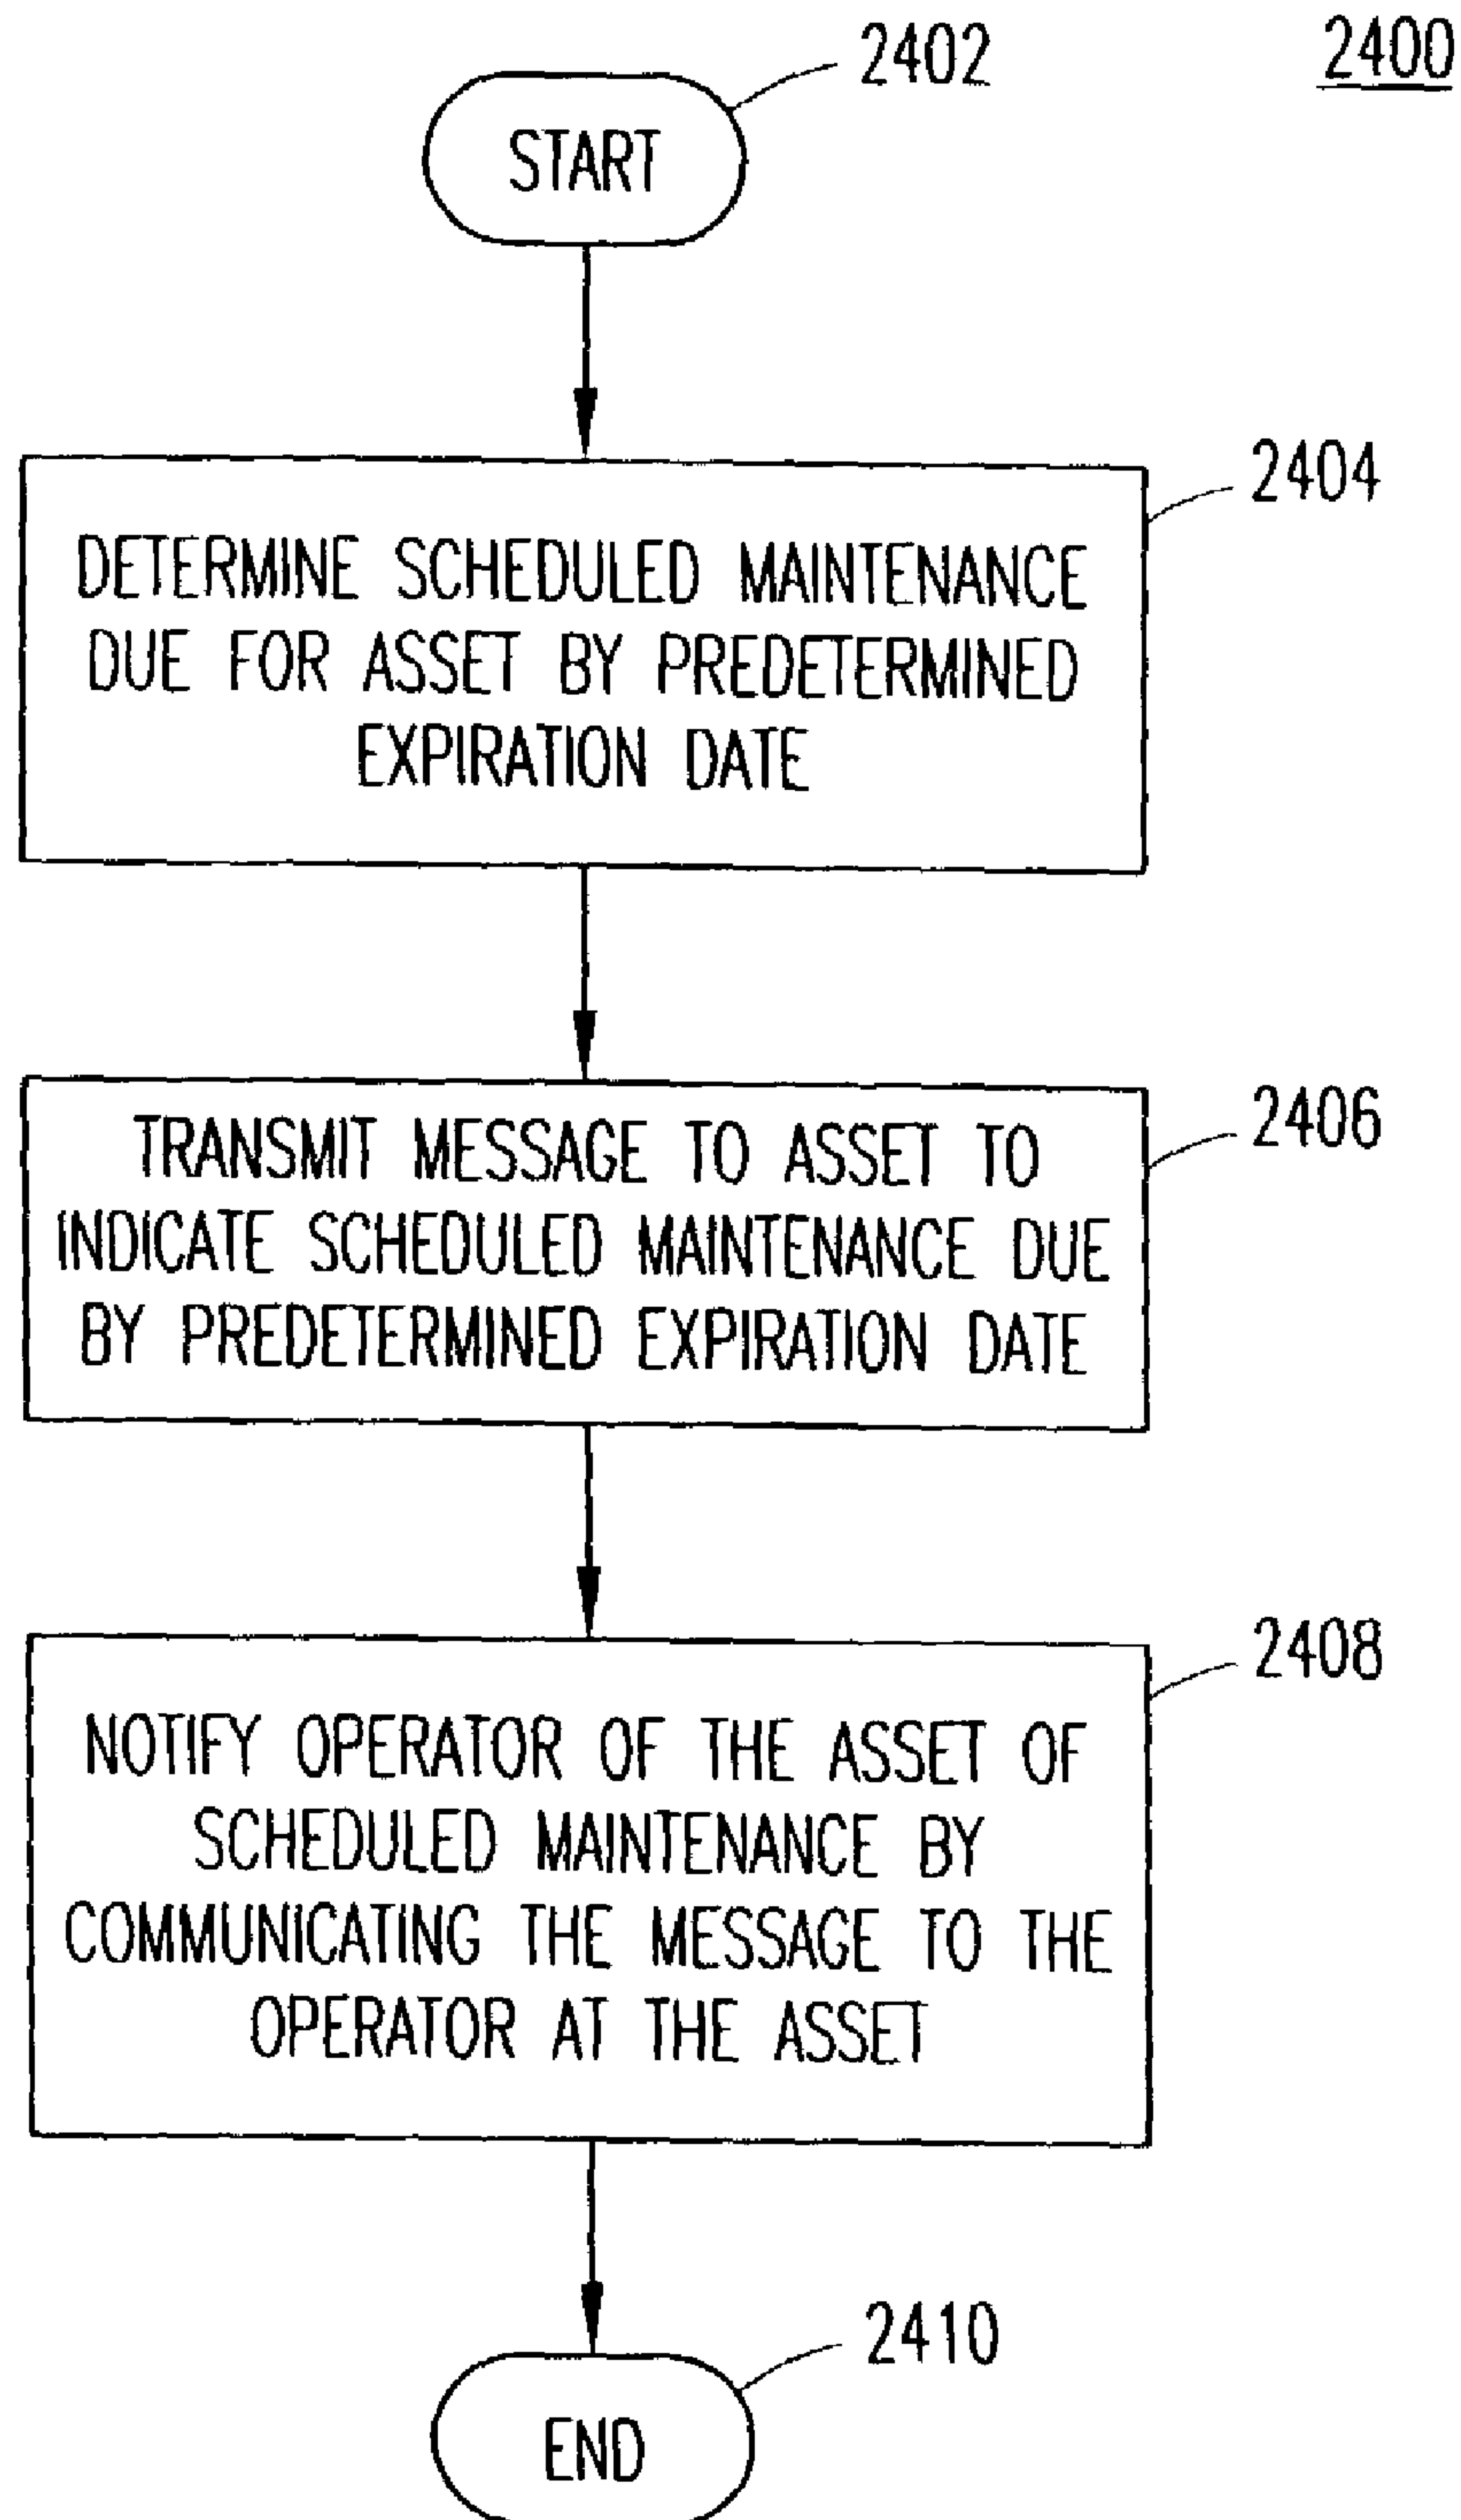 2402
2400
START
2404
DETERMINE SCHEDULED MAINTENANCE
DUE FOR ASSET BY PREDETERMINED
EXPIRATION DATE
2406
TRANSMIT MESSAGE TO ASSET TO
INDICATE SCHEDULED MAINTENANCE DUE
BY PREDETERMINED EXPIRATION DATE
2408
NOTIFY OPERATOR OF THE ASSET OF
SCHEDULED MAINTENANCE BY
COMMUNICATING THE MESSAGE TO THE
OPERATOR AT THE ASSET
2410
END